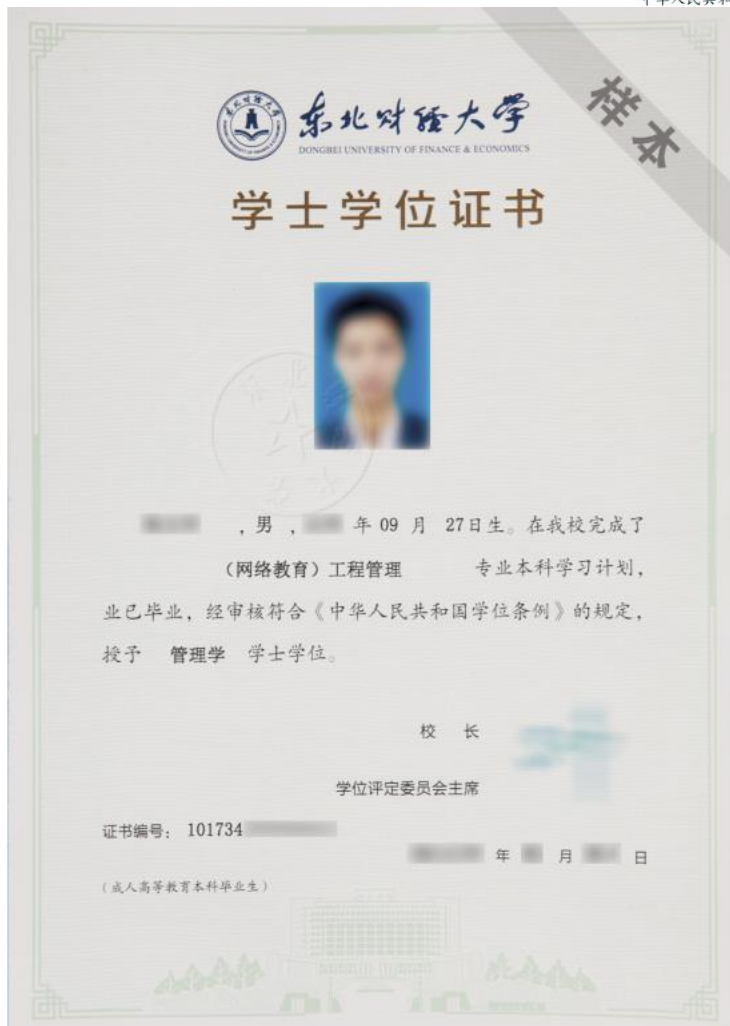 样本
东北财经大学
DONGBEI UNIVERSITY OF FINANCE & ECONOMICS
学士学位证书
，男，年 09 月 27日生。在我校完成了
（网络教育）工程管理 专业本科学习计划，
业已毕业，经审核符合《中华人民共和国学位条例》的规定，
授予 管理学 学士学位。
校 长
学位评定委员会主席
证书编号：101734
年 月 日
（成人高等教育本科毕业生）